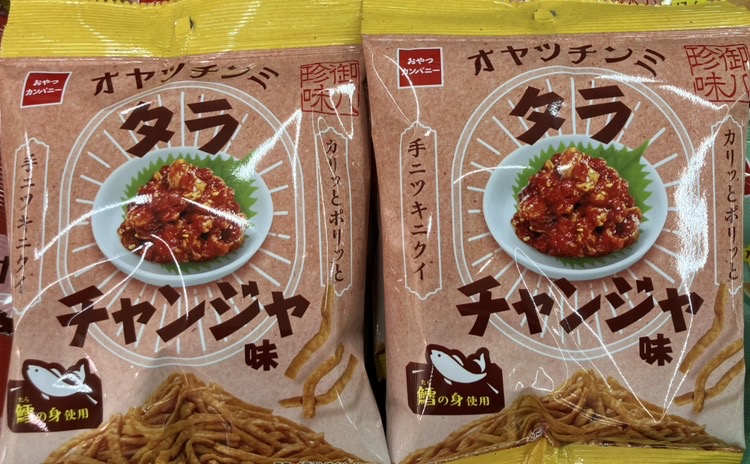 おやつ
カンパニー
オヤツチンミ
御八
珍味
タラ
手ニツキニクイ
カリッとポリッと
チャンジャ
味
たら
鱈の身使用
おやつ
カンパニー
オヤツチンミ
御八
珍味
タラ
手ニツキニクイ
カリッとポリッと
チャンジャ
味
たら
鱈の身使用